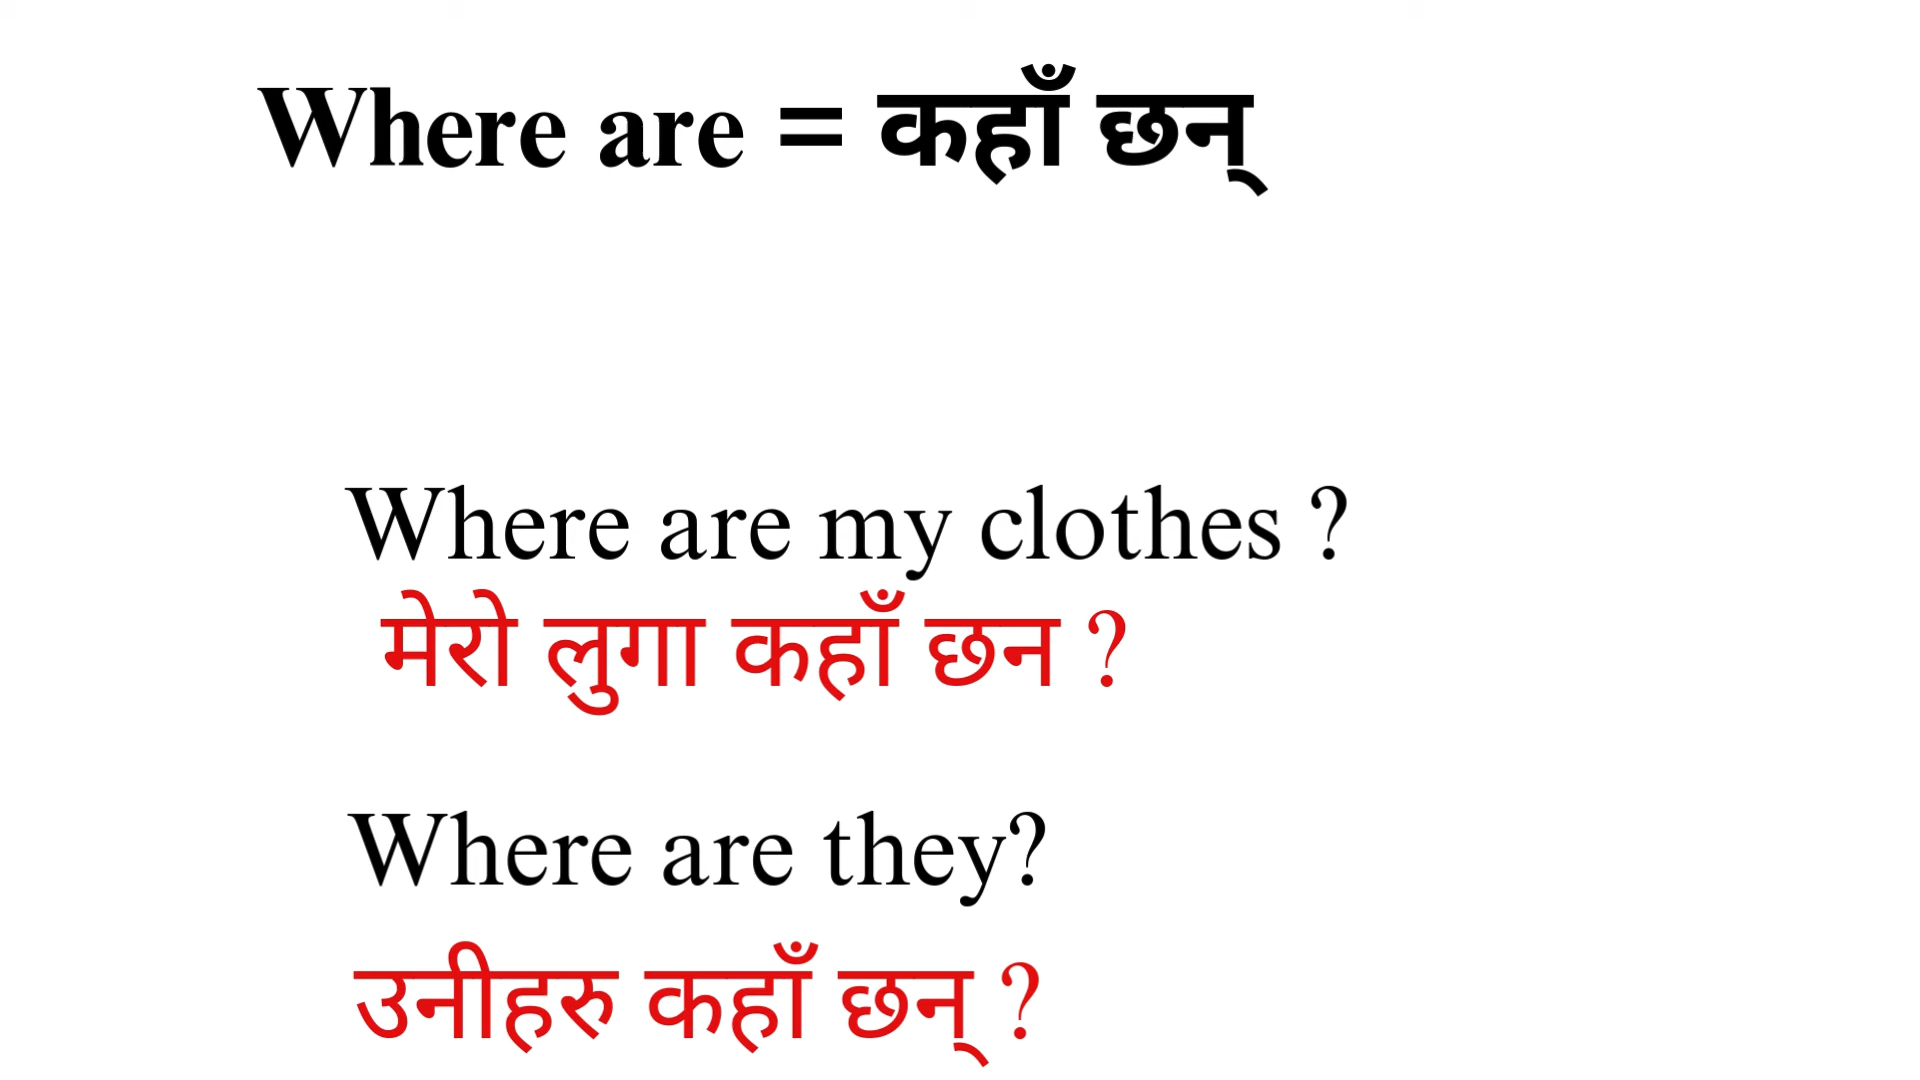 Where are = कहाँ छन्
Where are my clothes ?
मेरो लुगा कहाँ छन ?
Where are they?
उनीहरु कहाँ छन् ?